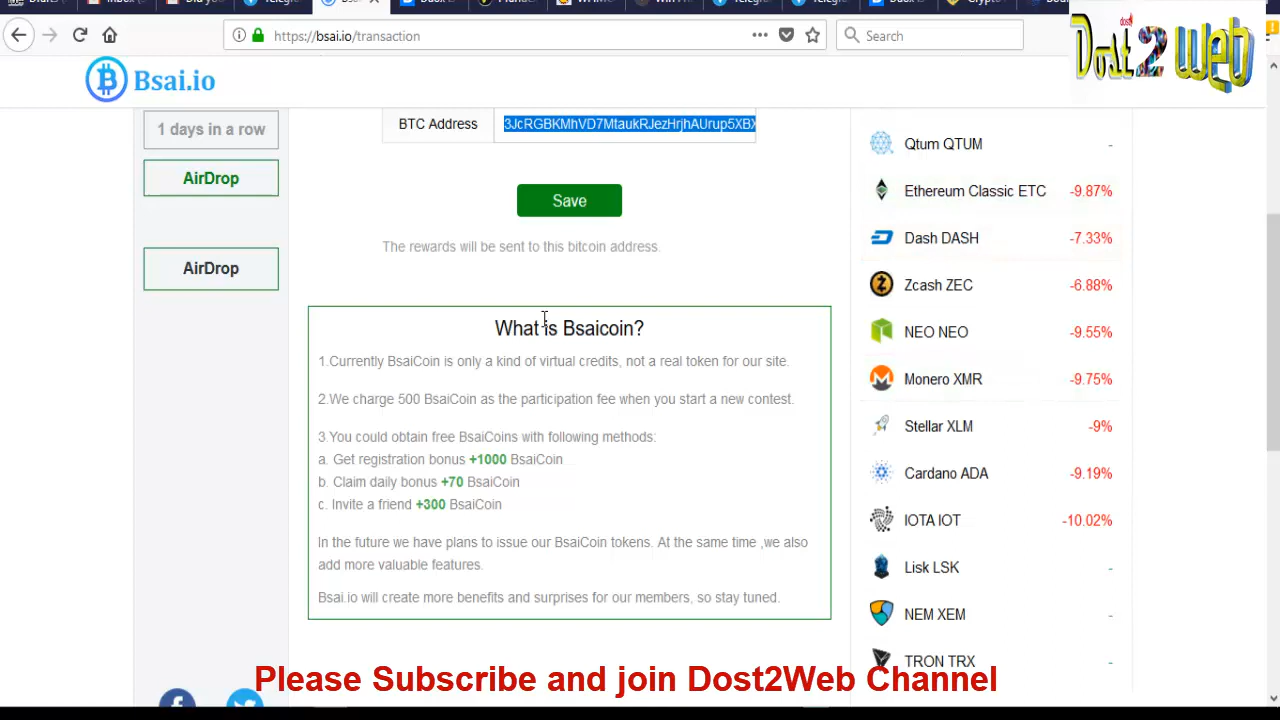 https://bsai.io/transaction
Search
dost
Dost 2 Web
Bsai.io
1 days in a row
AirDrop
AirDrop
BTC Address
3JcRGBKMhVD7MtaukRJezHrjhAUrup5XBX
Save
The rewards will be sent to this bitcoin address.
What is Bsaicoin?
1.Currently BsaiCoin is only a kind of virtual credits, not a real token for our site.
2.We charge 500 BsaiCoin as the participation fee when you start a new contest.
3 You could obtain free BsaiCoins with following methods:
a. Get registration bonus +1000 BsaiCoin
b. Claim daily bonus +70 BsaiCoin
c. Invite a friend +300 BsaiCoin
In the future we have plans to issue our BsaiCoin tokens. At the same time ,we also
add more valuable features.
Bsai.io will create more benefits and surprises for our members, so stay tuned.
Qtum QTUM -
Ethereum Classic ETC -9.87%
Dash DASH -7.33%
Zcash ZEC -6.88%
NEO NEO -9.55%
Monero XMR -9.75%
Stellar XLM -9%
Cardano ADA -9.19%
IOTA IOT -10.02%
Lisk LSK -
NEM XEM -
TRON TRX -
Please Subscribe and join Dost2Web Channel